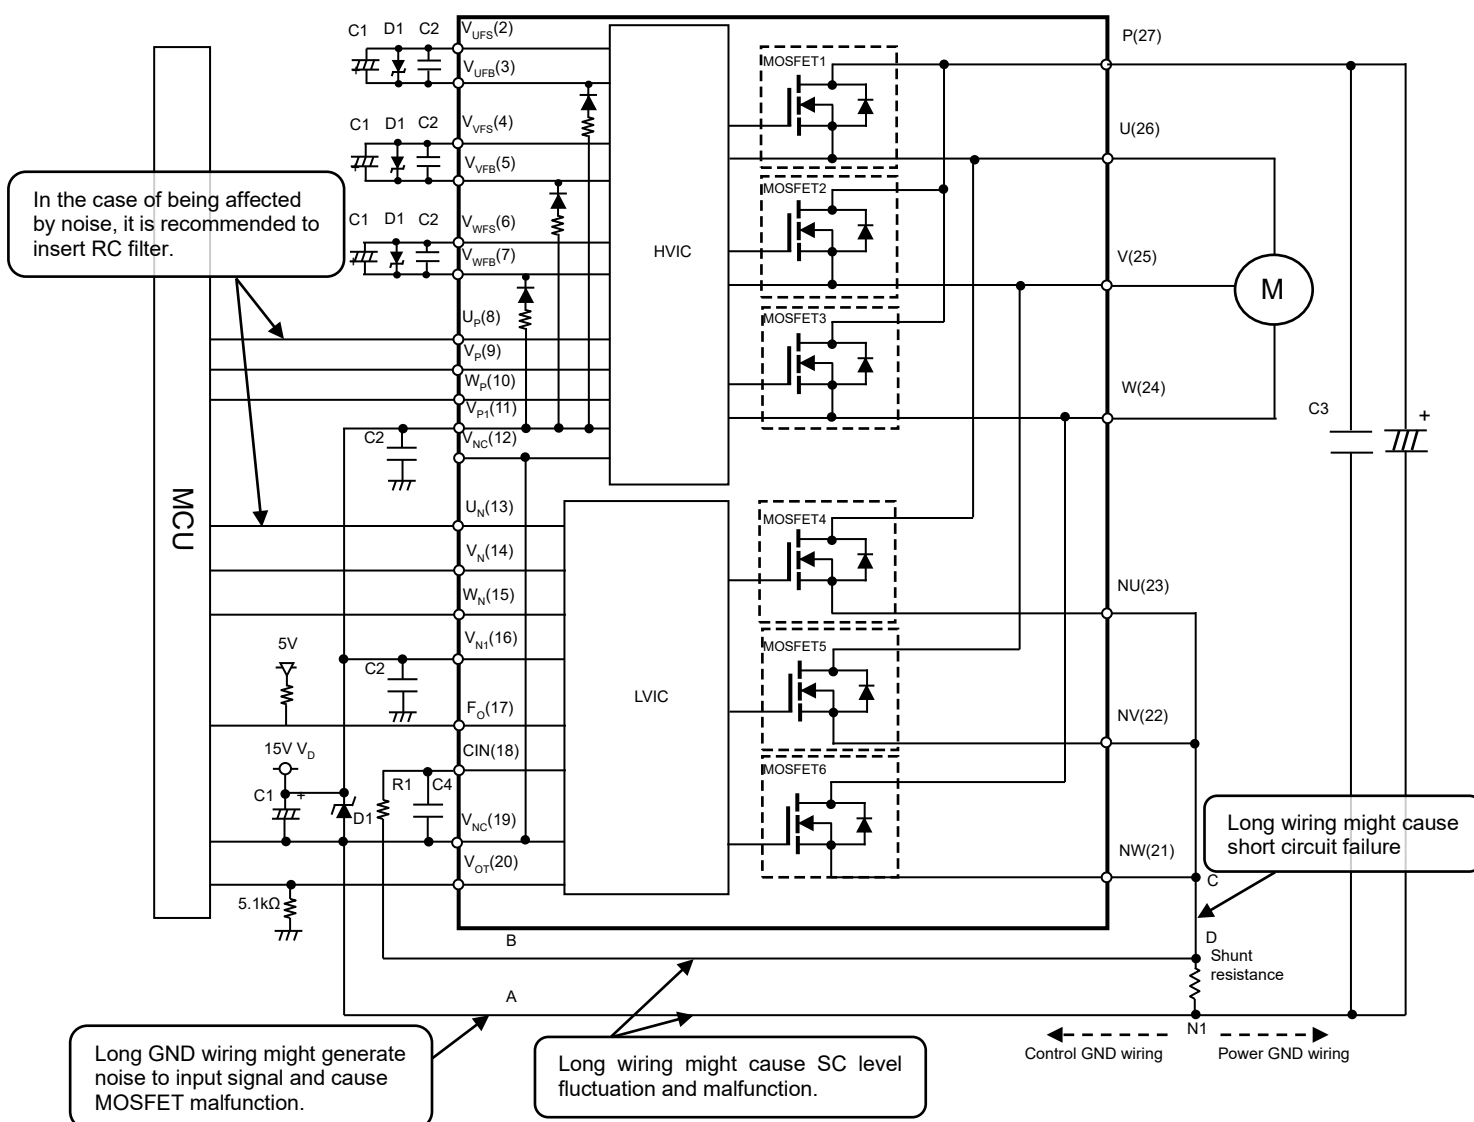 C1 D1 C2
VUFS(2)
VUFB(3)
C1 D1 C2
VVFS(4)
VVFB(5)
C1 D1 C2
VWFS(6)
VWFB(7)
UP(8)
VP(9)
WP(10)
VP1(11)
C2
VNC(12)
UN(13)
VN(14)
WN(15)
VN1(16)
5V
C2
FO(17)
15V VD
CIN(18)
C1 +
R1 C4
D1
VNC(19)
VOT(20)
5.1kΩ
MCU
HVIC
LVIC
MOSFET1
MOSFET2
MOSFET3
MOSFET4
MOSFET5
MOSFET6
P(27)
U(26)
V(25)
M
W(24)
C3
+
NU(23)
NV(22)
NW(21)
C
D
Shunt
resistance
B
A
N1
Control GND wiring
Power GND wiring
In the case of being affected
by noise, it is recommended to
insert RC filter.
Long wiring might cause
short circuit failure
Long GND wiring might generate
noise to input signal and cause
MOSFET malfunction.
Long wiring might cause SC level
fluctuation and malfunction.